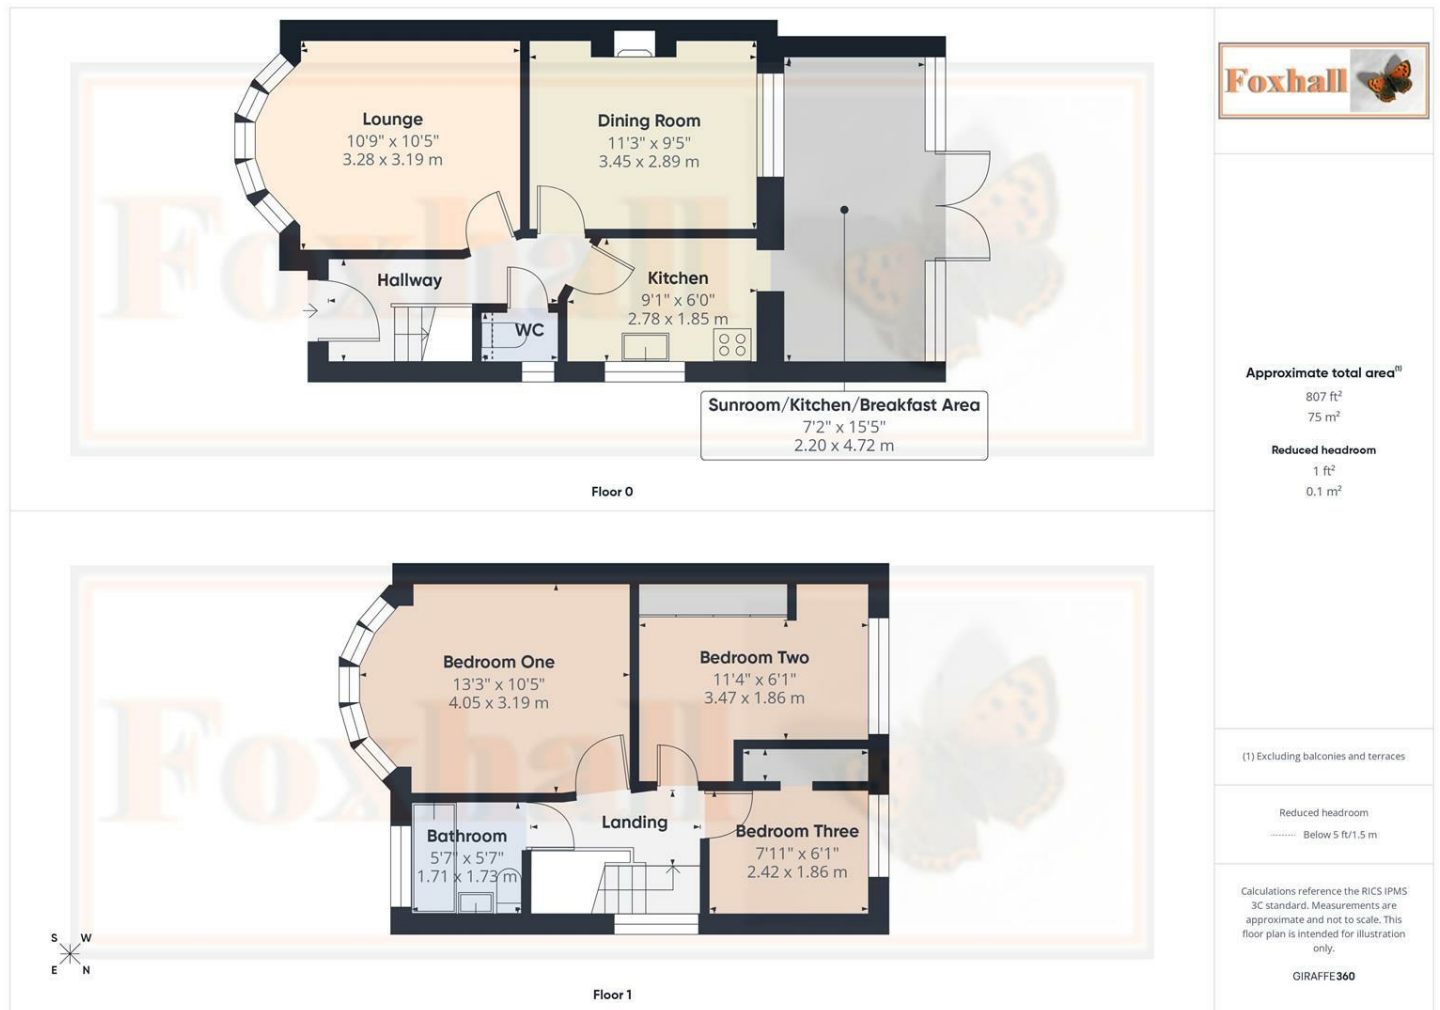 Lounge
10'9" x 10'5"
3.28 x 3.19 m
Dining Room
11'3" x 9'5"
3.45 x 2.89 m
Hallway
WC
Kitchen
9'1" x 6'0"
2.78 x 1.85 m
Sunroom/Kitchen/Breakfast Area
7'2" x 15'5"
2.20 x 4.72 m
Foxhall
Floor 0
Bedroom One
13'3" x 10'5"
4.05 x 3.19 m
Bedroom Two
11'4" x 6'1"
3.47 x 1.86 m
Bathroom
5'7" x 5'7"
1.71 x 1.73 m
Landing
Bedroom Three
7'11" x 6'1"
2.42 x 1.86 m
Foxhall
S W
E N
Floor 1
Foxhall
Approximate total area(1)
807 ft²
75 m²
Reduced headroom
1 ft²
0.1 m²
(1) Excluding balconies and terraces
Reduced headroom
Below 5 ft/1.5 m
Calculations reference the RICS IPMS
3C standard. Measurements are
approximate and not to scale. This
floor plan is intended for illustration
only.
GIRAFFE360